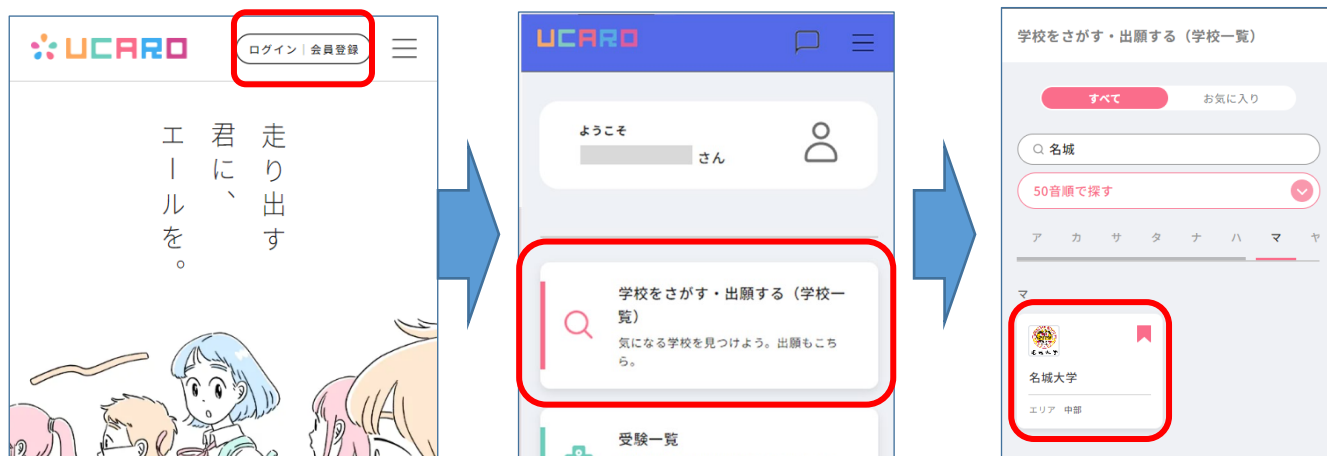 UCARO
ログイン｜会員登録
走り出す
君に、
エールを。
UCARO
ようこそ
さん
学校をさがす・出願する（学校一
覧）
気になる学校を見つけよう。出願もこち
ら。
受験一覧
学校をさがす・出願する（学校一覧）
すべて
お気に入り
名城
50音順で探す
ア カ サ タ ナ ハ マ ヤ
マ
名城大学
エリア 中部